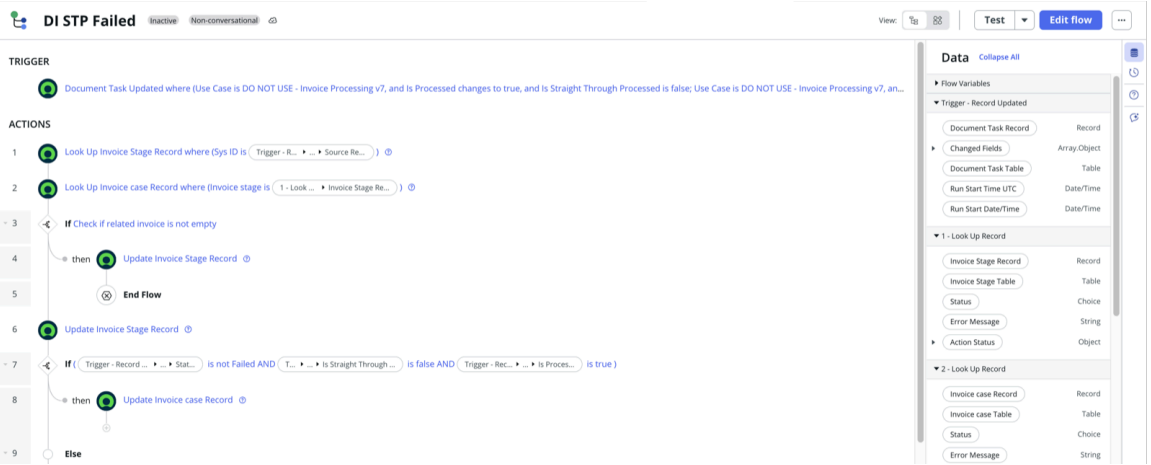 DI STP Failed Inactive Non-conversational View: Test Edit flow
TRIGGER
Document Task Updated where (Use Case is DO NOT USE - Invoice Processing v7, and Is Processed changes to true, and Is Straight Through Processed is false; Use Case is DO NOT USE - Invoice Processing v7, an...
ACTIONS
1 Look Up Invoice Stage Record where (Sys ID is Trigger - R... ▸ ... ▸ Source Re... )
2 Look Up Invoice case Record where (Invoice stage is 1 - Look ... ▸ Invoice Stage Re... )
3 If Check if related invoice is not empty
4 then Update Invoice Stage Record
5 End Flow
6 Update Invoice Stage Record
7 If ( Trigger - Record ... ▸ ... ▸ Stat... is not Failed AND T... ▸ ... ▸ Is Straight Through ... is false AND Trigger - Rec... ▸ ... ▸ Is Proces... is true )
8 then Update Invoice case Record
9 Else
Data Collapse All
Flow Variables
Trigger - Record Updated
Document Task Record Record
Changed Fields Array.Object
Document Task Table Table
Run Start Time UTC Date/Time
Run Start Date/Time Date/Time
1 - Look Up Record
Invoice Stage Record Record
Invoice Stage Table Table
Status Choice
Error Message String
Action Status Object
2 - Look Up Record
Invoice case Record Record
Invoice case Table Table
Status Choice
Error Message String